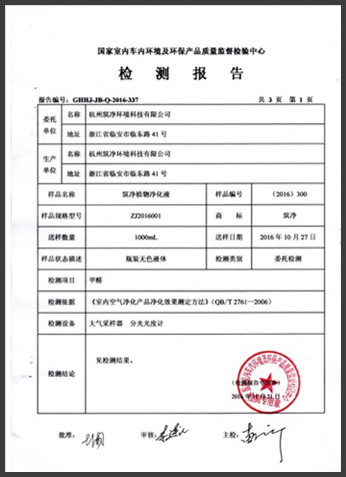 国家室内车内环境及环保产品质量监督检验中心
检 测 报 告
报告编号：GHHJ-JB-Q-2016-337 共 3 页 第 1 页
委托单位 名称 杭州筑净环境科技有限公司
地址 浙江省临安市临东路 41 号
生产单位 名称 杭州筑净环境科技有限公司
地址 浙江省临安市临东路 41 号
样品名称 筑净植物净化液 样品编号 （2016）300
样品规格型号 ZJ2016001 商 标 筑净
送样数量 1000mL 送样日期 2016 年 10 月 27 日
样品状态描述 瓶装无色液体 检测类别 委托检测
检测项目 甲醛
检测依据 《室内空气净化产品净化效果测定方法》（QB/T 2761—2006）
检测设备 大气采样器 分光光度计
检测结论 见检测结果。
（检测报告专用章）
批准： 审核： 主检：